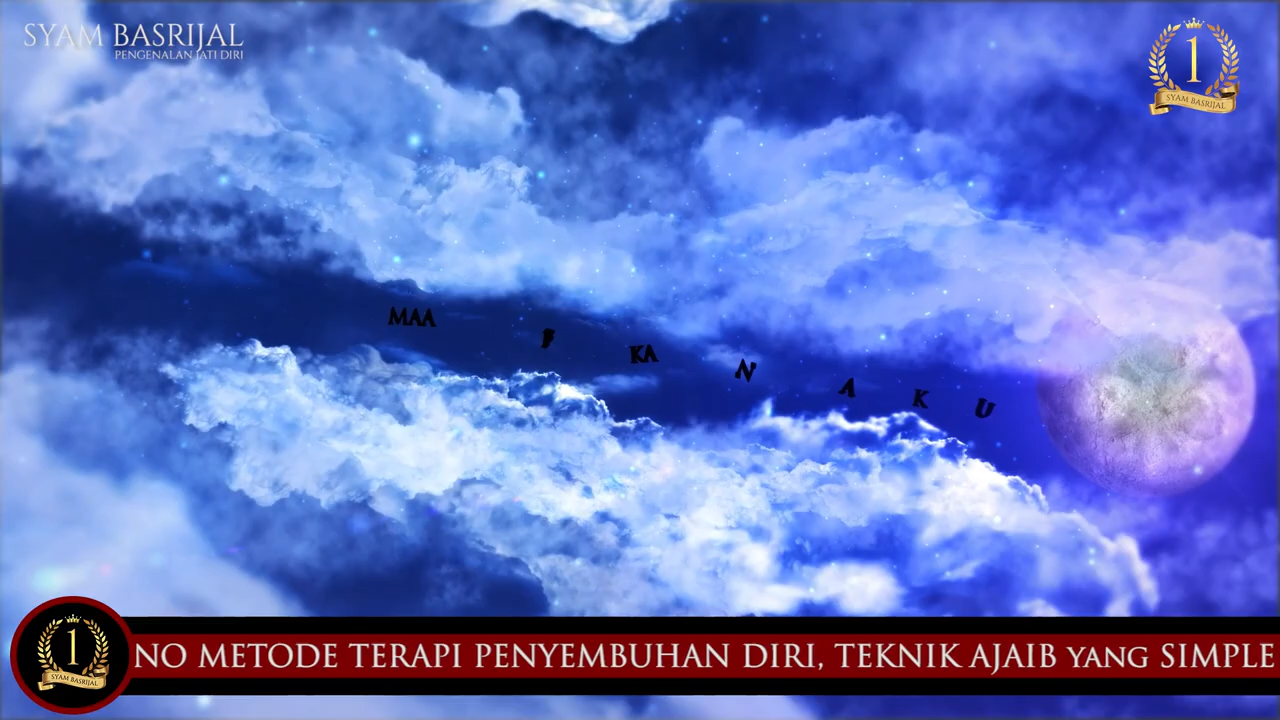 SYAM BASRIJAL
PENGENALAN JATI DIRI
1
SYAM BASRIJAL
MAA F KA N A K U
1
SYAM BASRIJAL
NO METODE TERAPI PENYEMBUHAN DIRI, TEKNIK AJAIB YANG SIMPLE